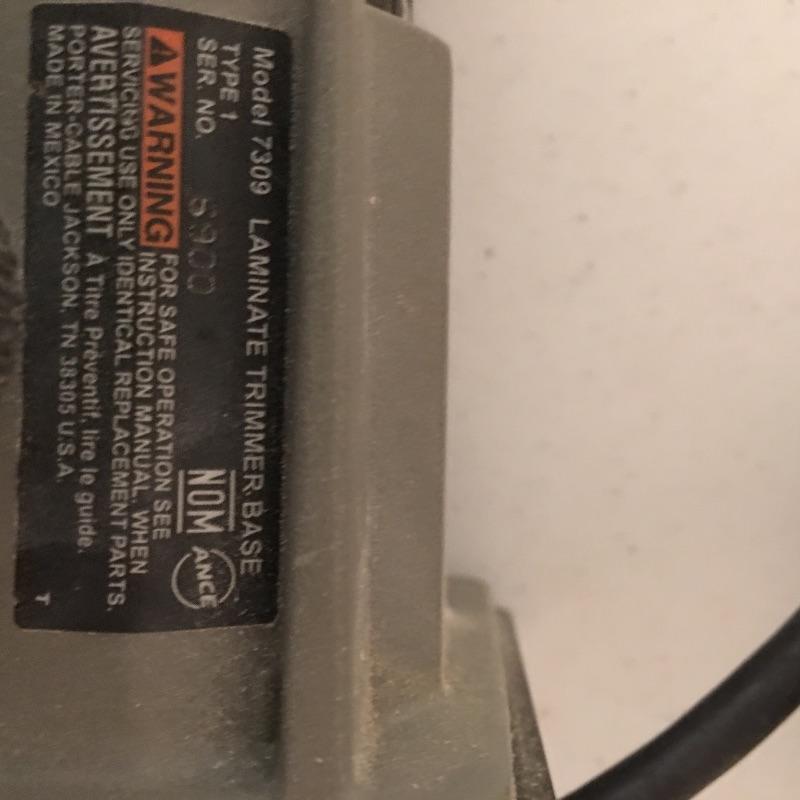 Model 7309 LAMINATE TRIMMER BASE
TYPE 1
SER. NO.
NOM
ANCE
WARNING FOR SAFE OPERATION SEE
INSTRUCTION MANUAL. WHEN
SERVICING USE ONLY IDENTICAL REPLACEMENT PARTS.
AVERTISSEMENT À Titre Préventif, lire le guide.
PORTER-CABLE JACKSON, TN 38305 U.S.A.
MADE IN MEXICO
T